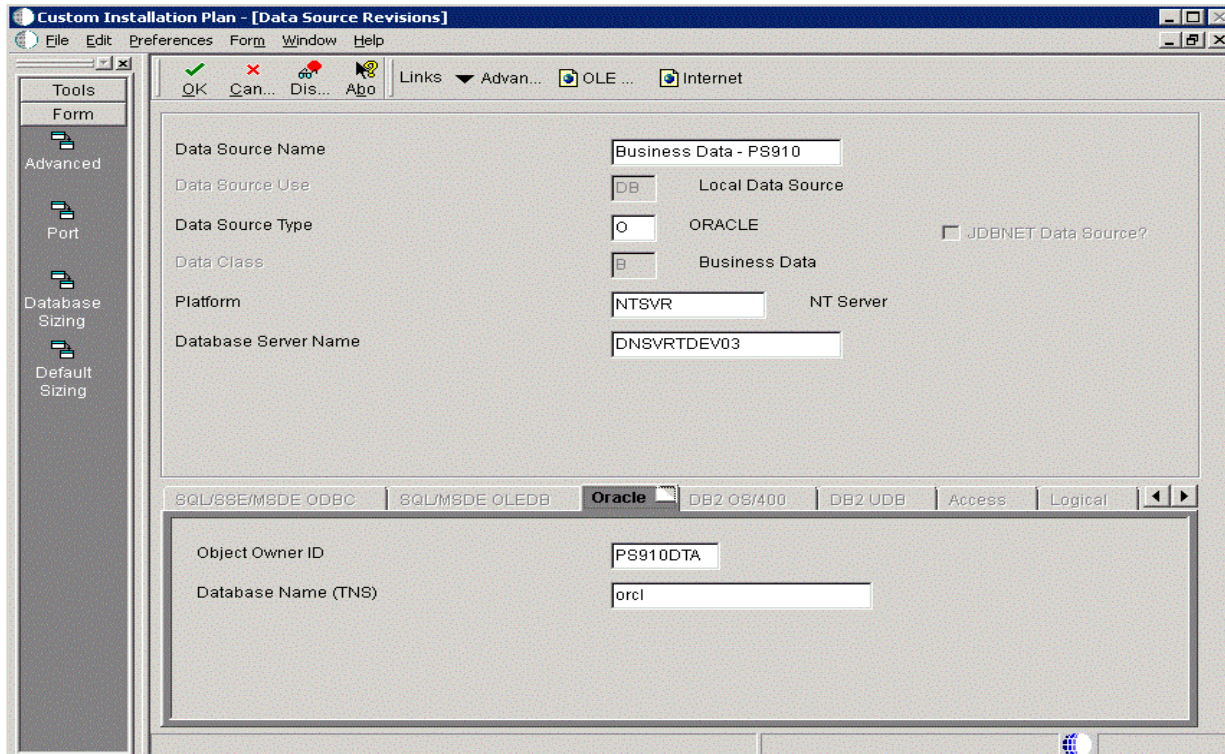 Custom Installation Plan - [Data Source Revisions]
File Edit Preferences Form Window Help
Tools
Form
Advanced
Port
Database
Sizing
Default
Sizing
OK Can... Dis... Abo Links Advan... OLE ... Internet
Data Source Name Business Data - PS910
Data Source Use DB Local Data Source
Data Source Type O ORACLE JDBNET Data Source?
Data Class B Business Data
Platform NTSVR NT Server
Database Server Name DNSVRTDEV03
SQL/SSE/MSDE ODBC SQL/MSDE OLEDB Oracle DB2 OS/400 DB2 UDB Access Logical
Object Owner ID PS910DTA
Database Name (TNS) orcl